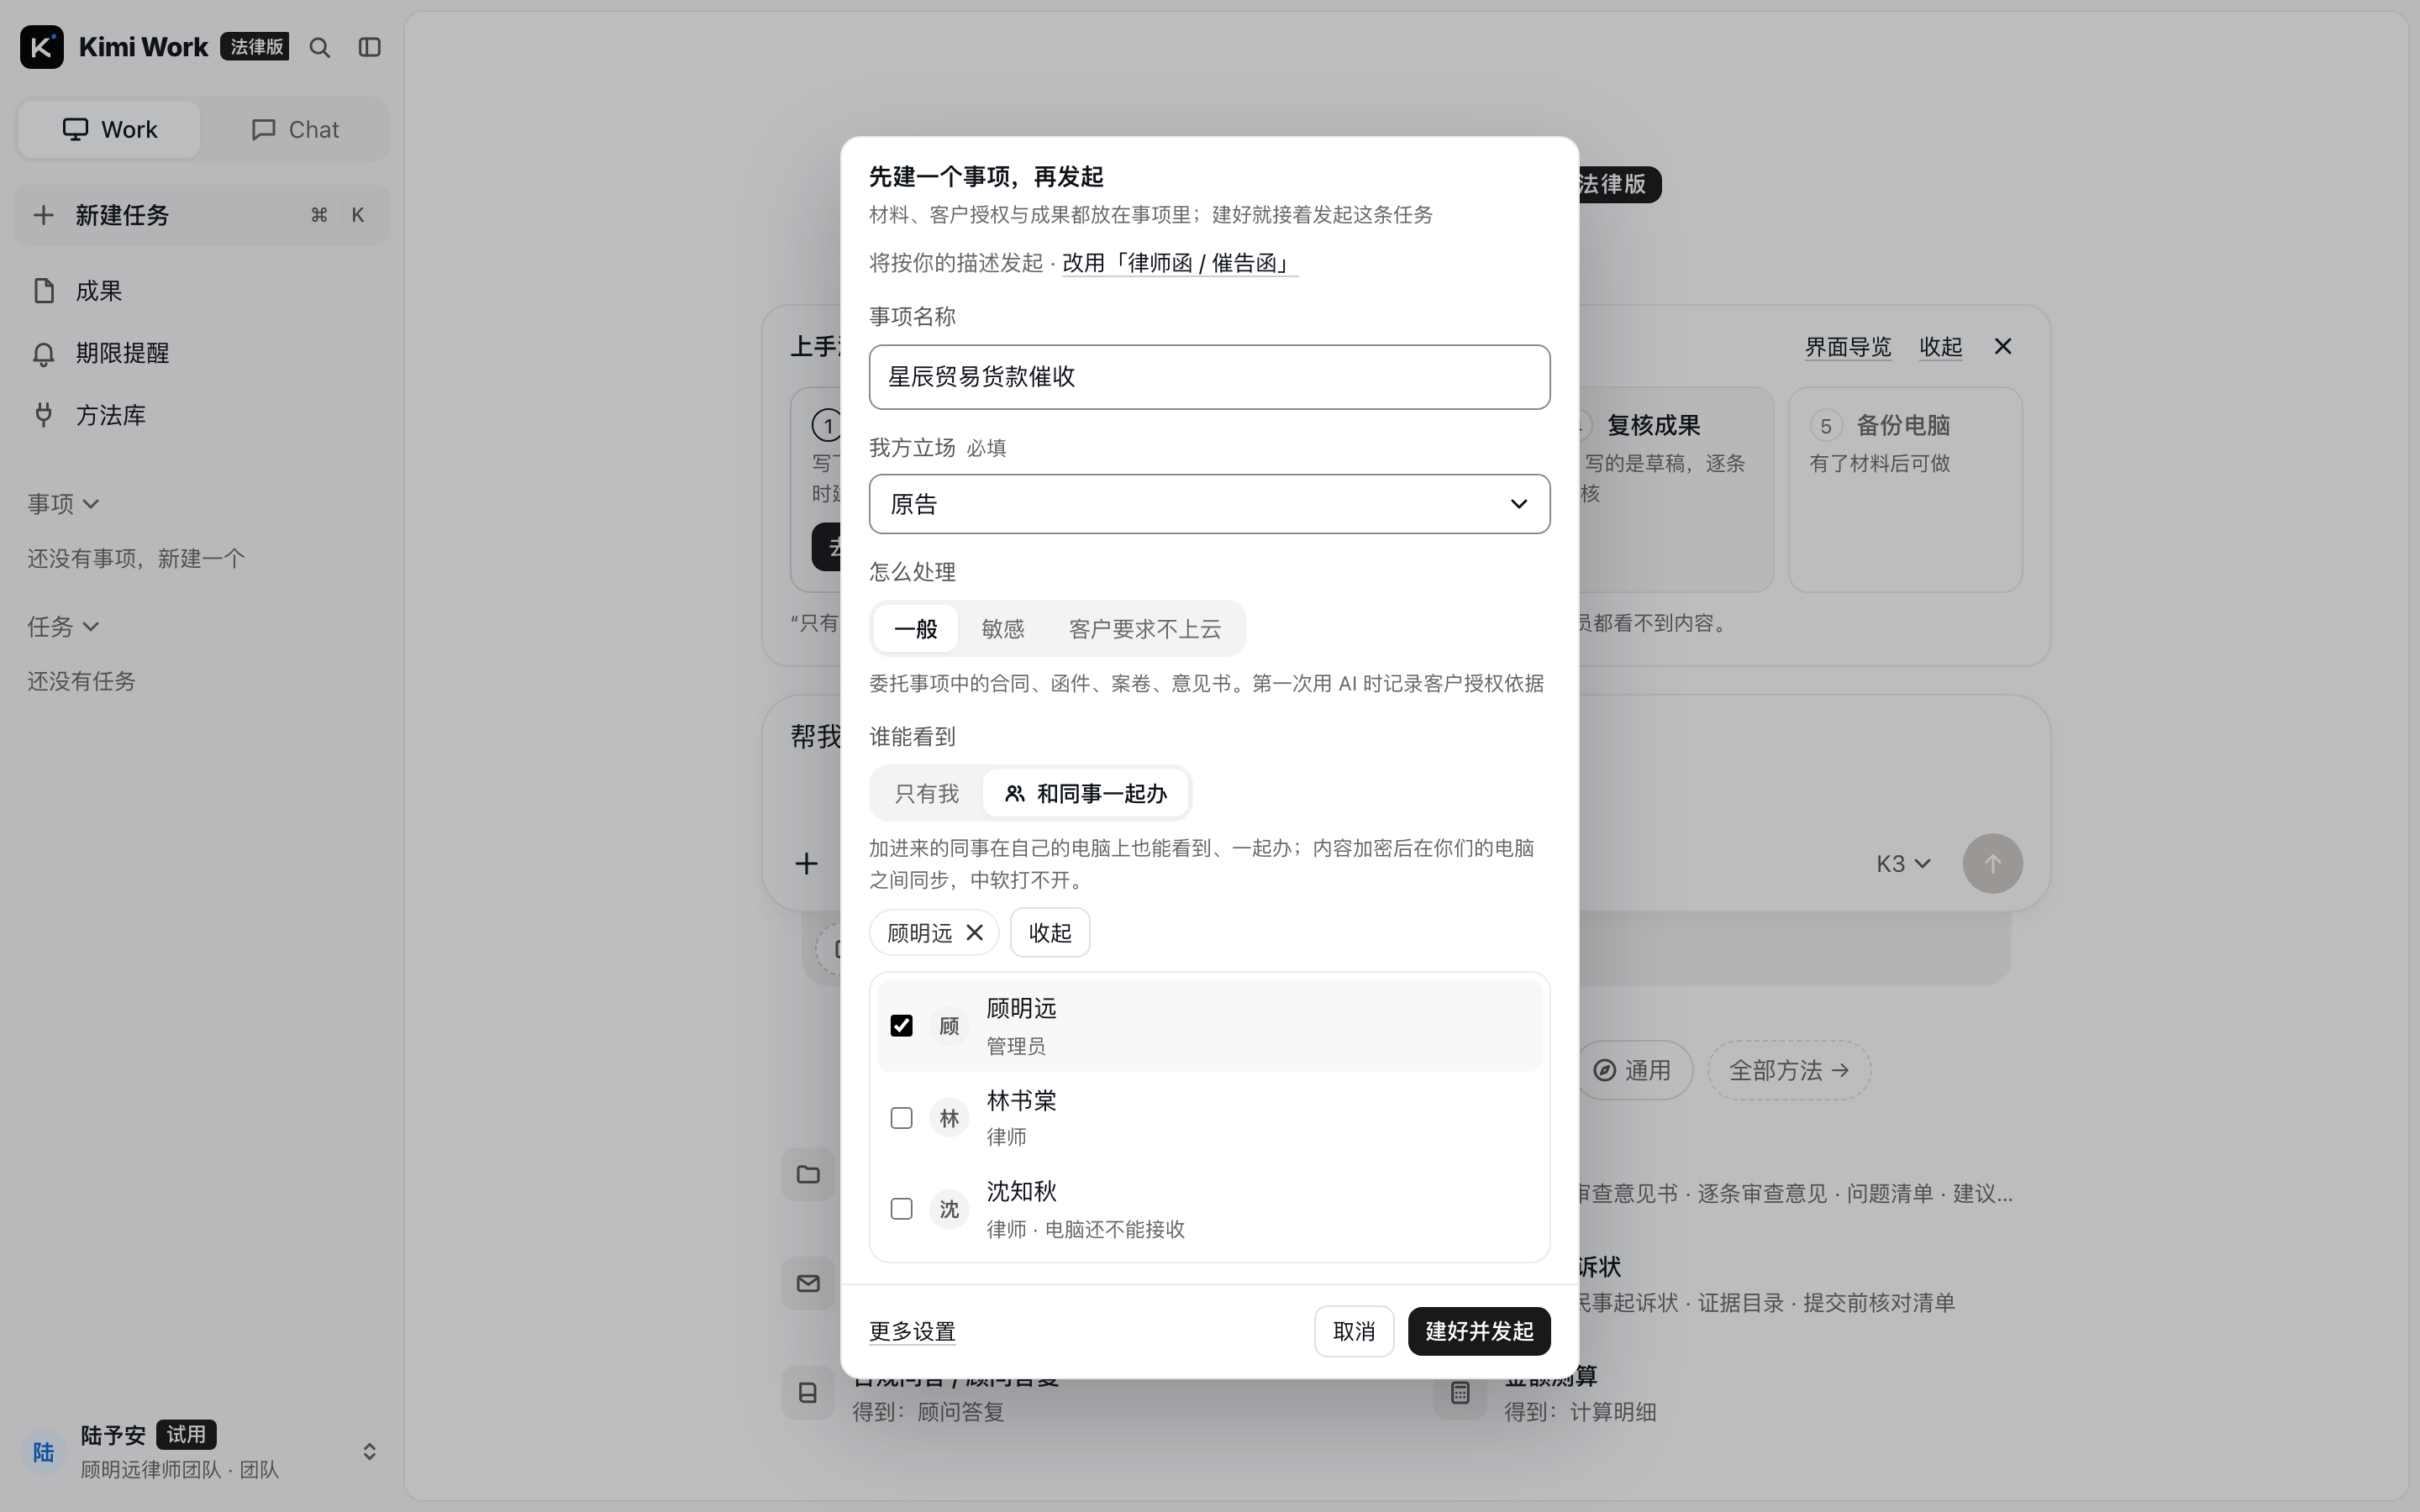 Kimi Work 法律版
Work
Chat
新建任务 ⌘ K
成果
期限提醒
方法库
事项
还没有事项，新建一个
任务
还没有任务
陆 陆予安 试用
顾明远律师团队 · 团队
法律版
上手
界面导览 收起
1
写
时
复核成果
写的是草稿，逐条
核
5 备份电脑
有了材料后可做
“只有
都看不到内容。
帮我
K3
通用
全部方法 →
审查意见书 · 逐条审查意见 · 问题清单 · 建议...
诉状
民事起诉状 · 证据目录 · 提交前核对清单
得到：顾问答复
金额测算
得到：计算明细
先建一个事项，再发起
材料、客户授权与成果都放在事项里；建好就接着发起这条任务
将按你的描述发起 · 改用「律师函 / 催告函」
事项名称
星辰贸易货款催收
我方立场 必填
原告
怎么处理
一般 敏感 客户要求不上云
委托事项中的合同、函件、案卷、意见书。第一次用 AI 时记录客户授权依据
谁能看到
只有我 和同事一起办
加进来的同事在自己的电脑上也能看到、一起办；内容加密后在你们的电脑
之间同步，中软打不开。
顾明远 收起
顾 顾明远
管理员
林 林书棠
律师
沈 沈知秋
律师 · 电脑还不能接收
更多设置 取消 建好并发起